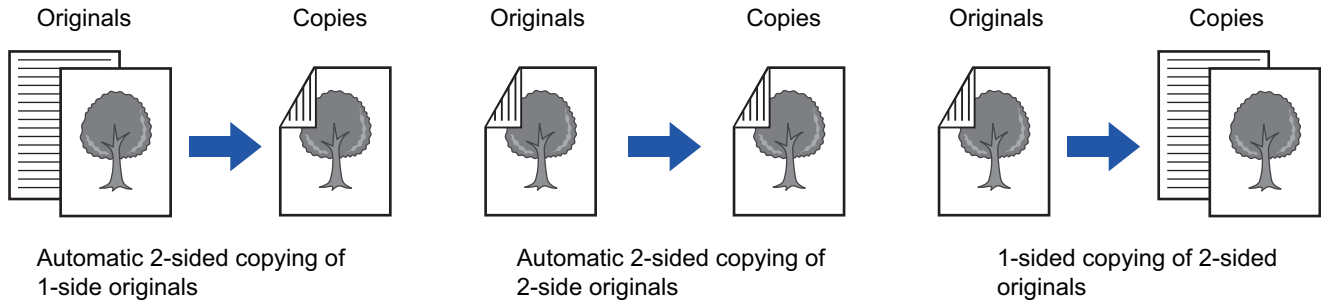 Originals
Copies
Originals
Copies
Originals
Copies
Automatic 2-sided copying of
1-side originals
Automatic 2-sided copying of
2-side originals
1-sided copying of 2-sided
originals